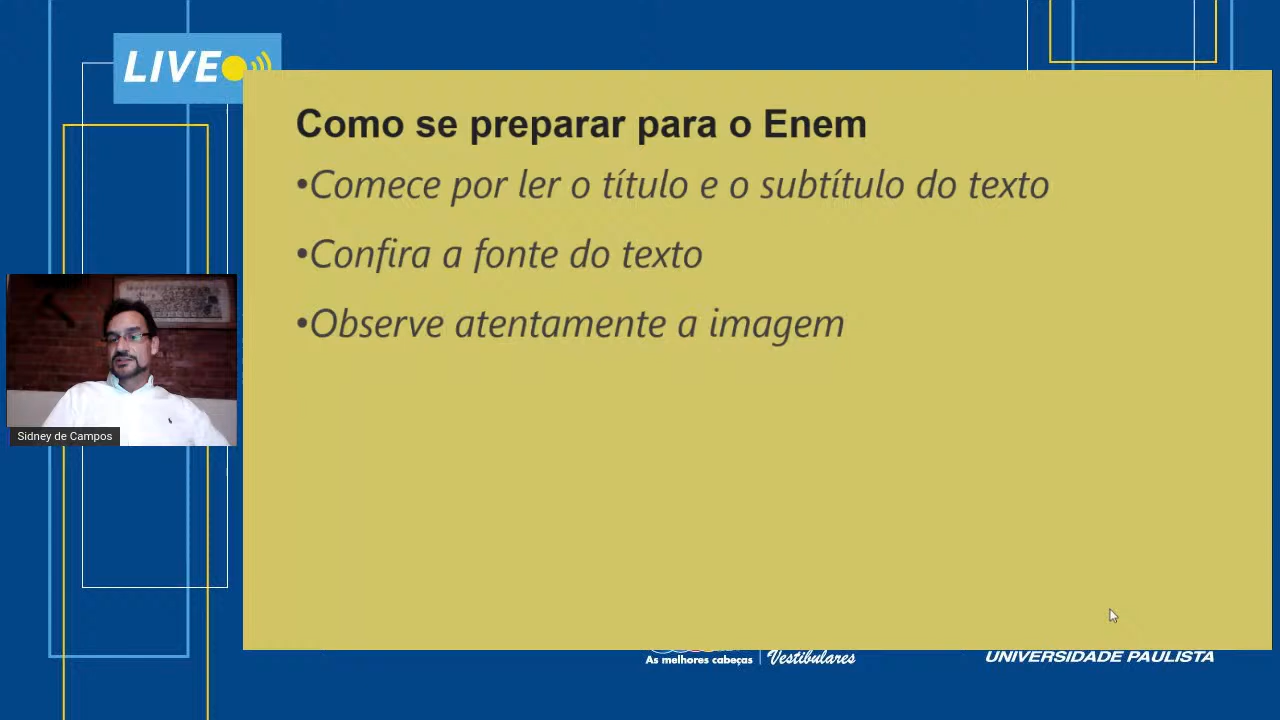 LIVE
Como se preparar para o Enem
•Comece por ler o título e o subtítulo do texto
•Confira a fonte do texto
•Observe atentamente a imagem
Sidney de Campos
As melhores cabeças
Vestibulares
UNIVERSIDADE PAULISTA